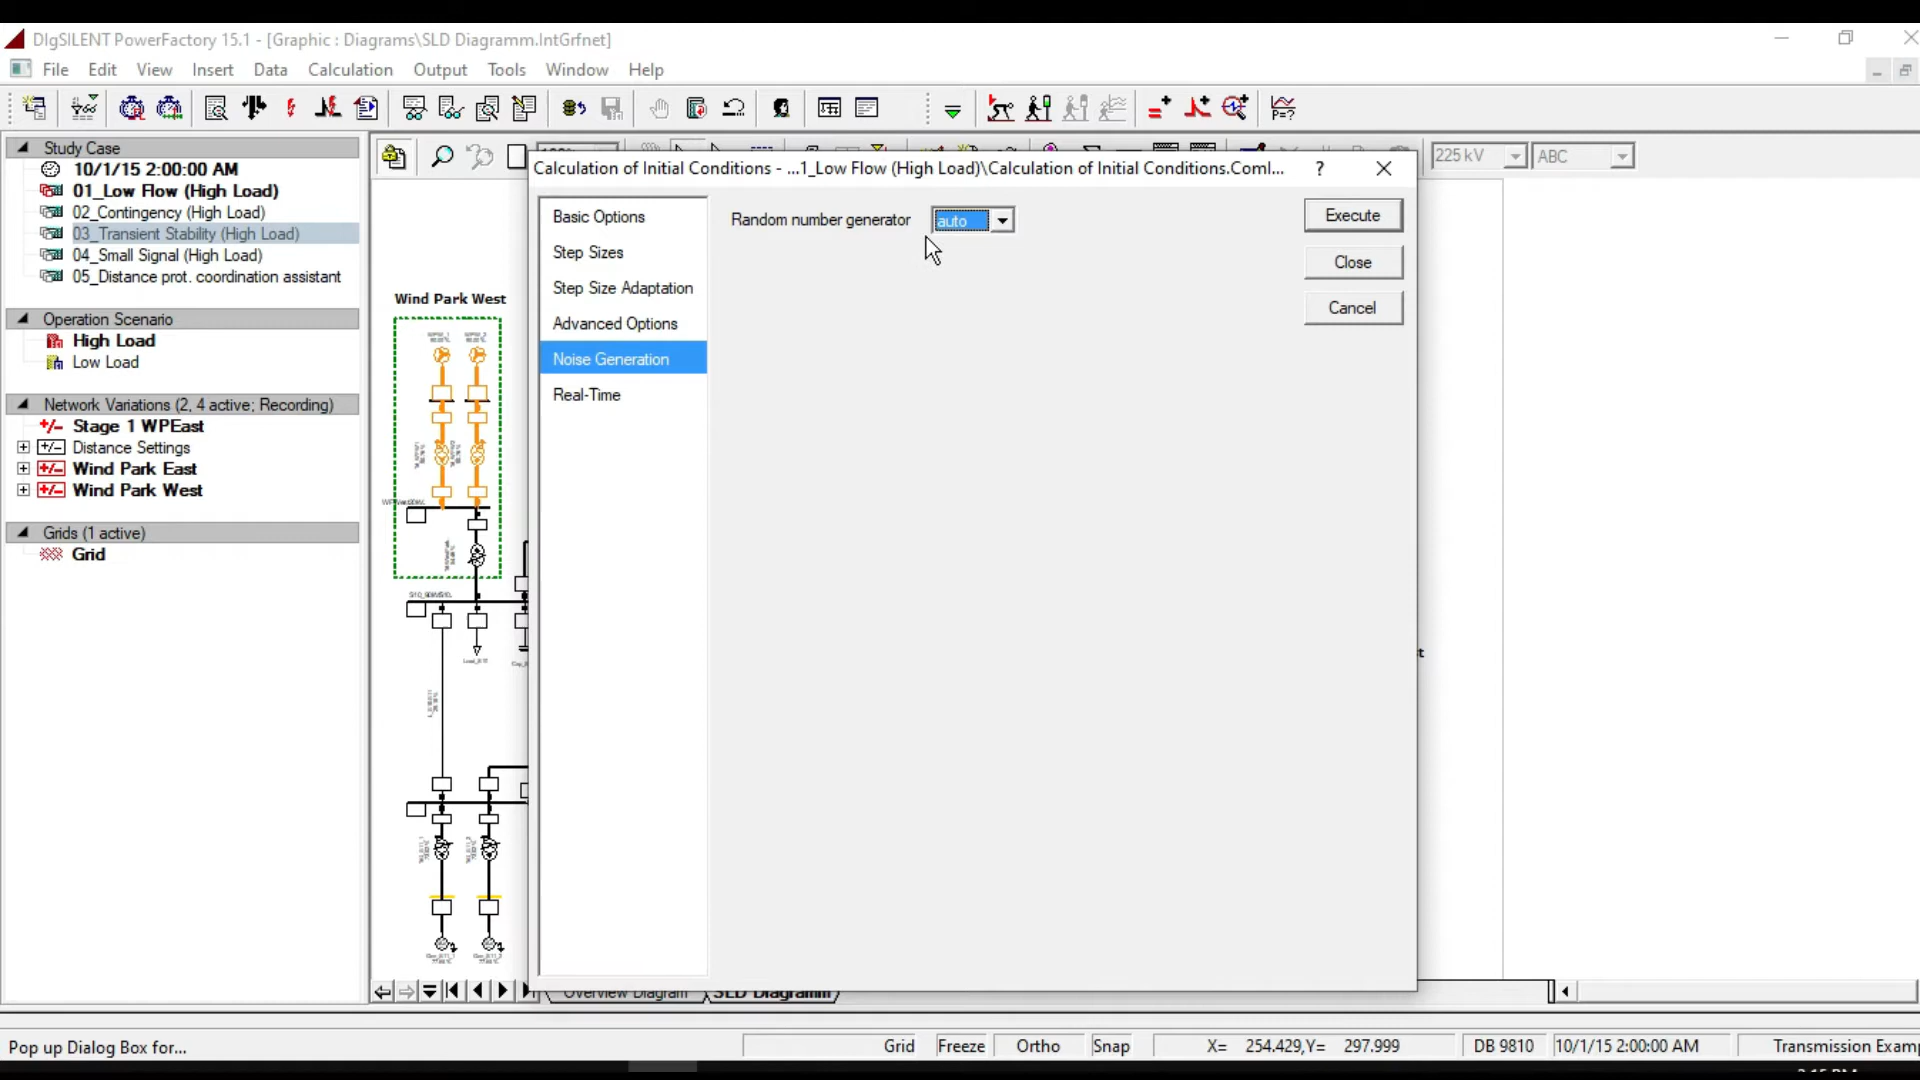 DIgSILENT PowerFactory 15.1 - [Graphic : Diagrams\SLD Diagramm.IntGrfnet]
File Edit View Insert Data Calculation Output Tools Window Help
Study Case
10/1/15 2:00:00 AM
01_Low Flow (High Load)
02_Contingency (High Load)
03_Transient Stability (High Load)
04_Small Signal (High Load)
05_Distance prot. coordination assistant
Operation Scenario
High Load
Low Load
Network Variations (2, 4 active; Recording)
Stage 1 WPEast
Distance Settings
Wind Park East
Wind Park West
Grids (1 active)
Grid
225 kV ABC
Wind Park West
Calculation of Initial Conditions - ...1_Low Flow (High Load)\Calculation of Initial Conditions.ComI... ?
Basic Options
Step Sizes
Step Size Adaptation
Advanced Options
Noise Generation
Real-Time
Random number generator auto
Execute
Close
Cancel
Overview Diagram SLD Diagramm
Pop up Dialog Box for... Grid Freeze Ortho Snap X= 254.429,Y= 297.999 DB 9810 10/1/15 2:00:00 AM Transmission Examp